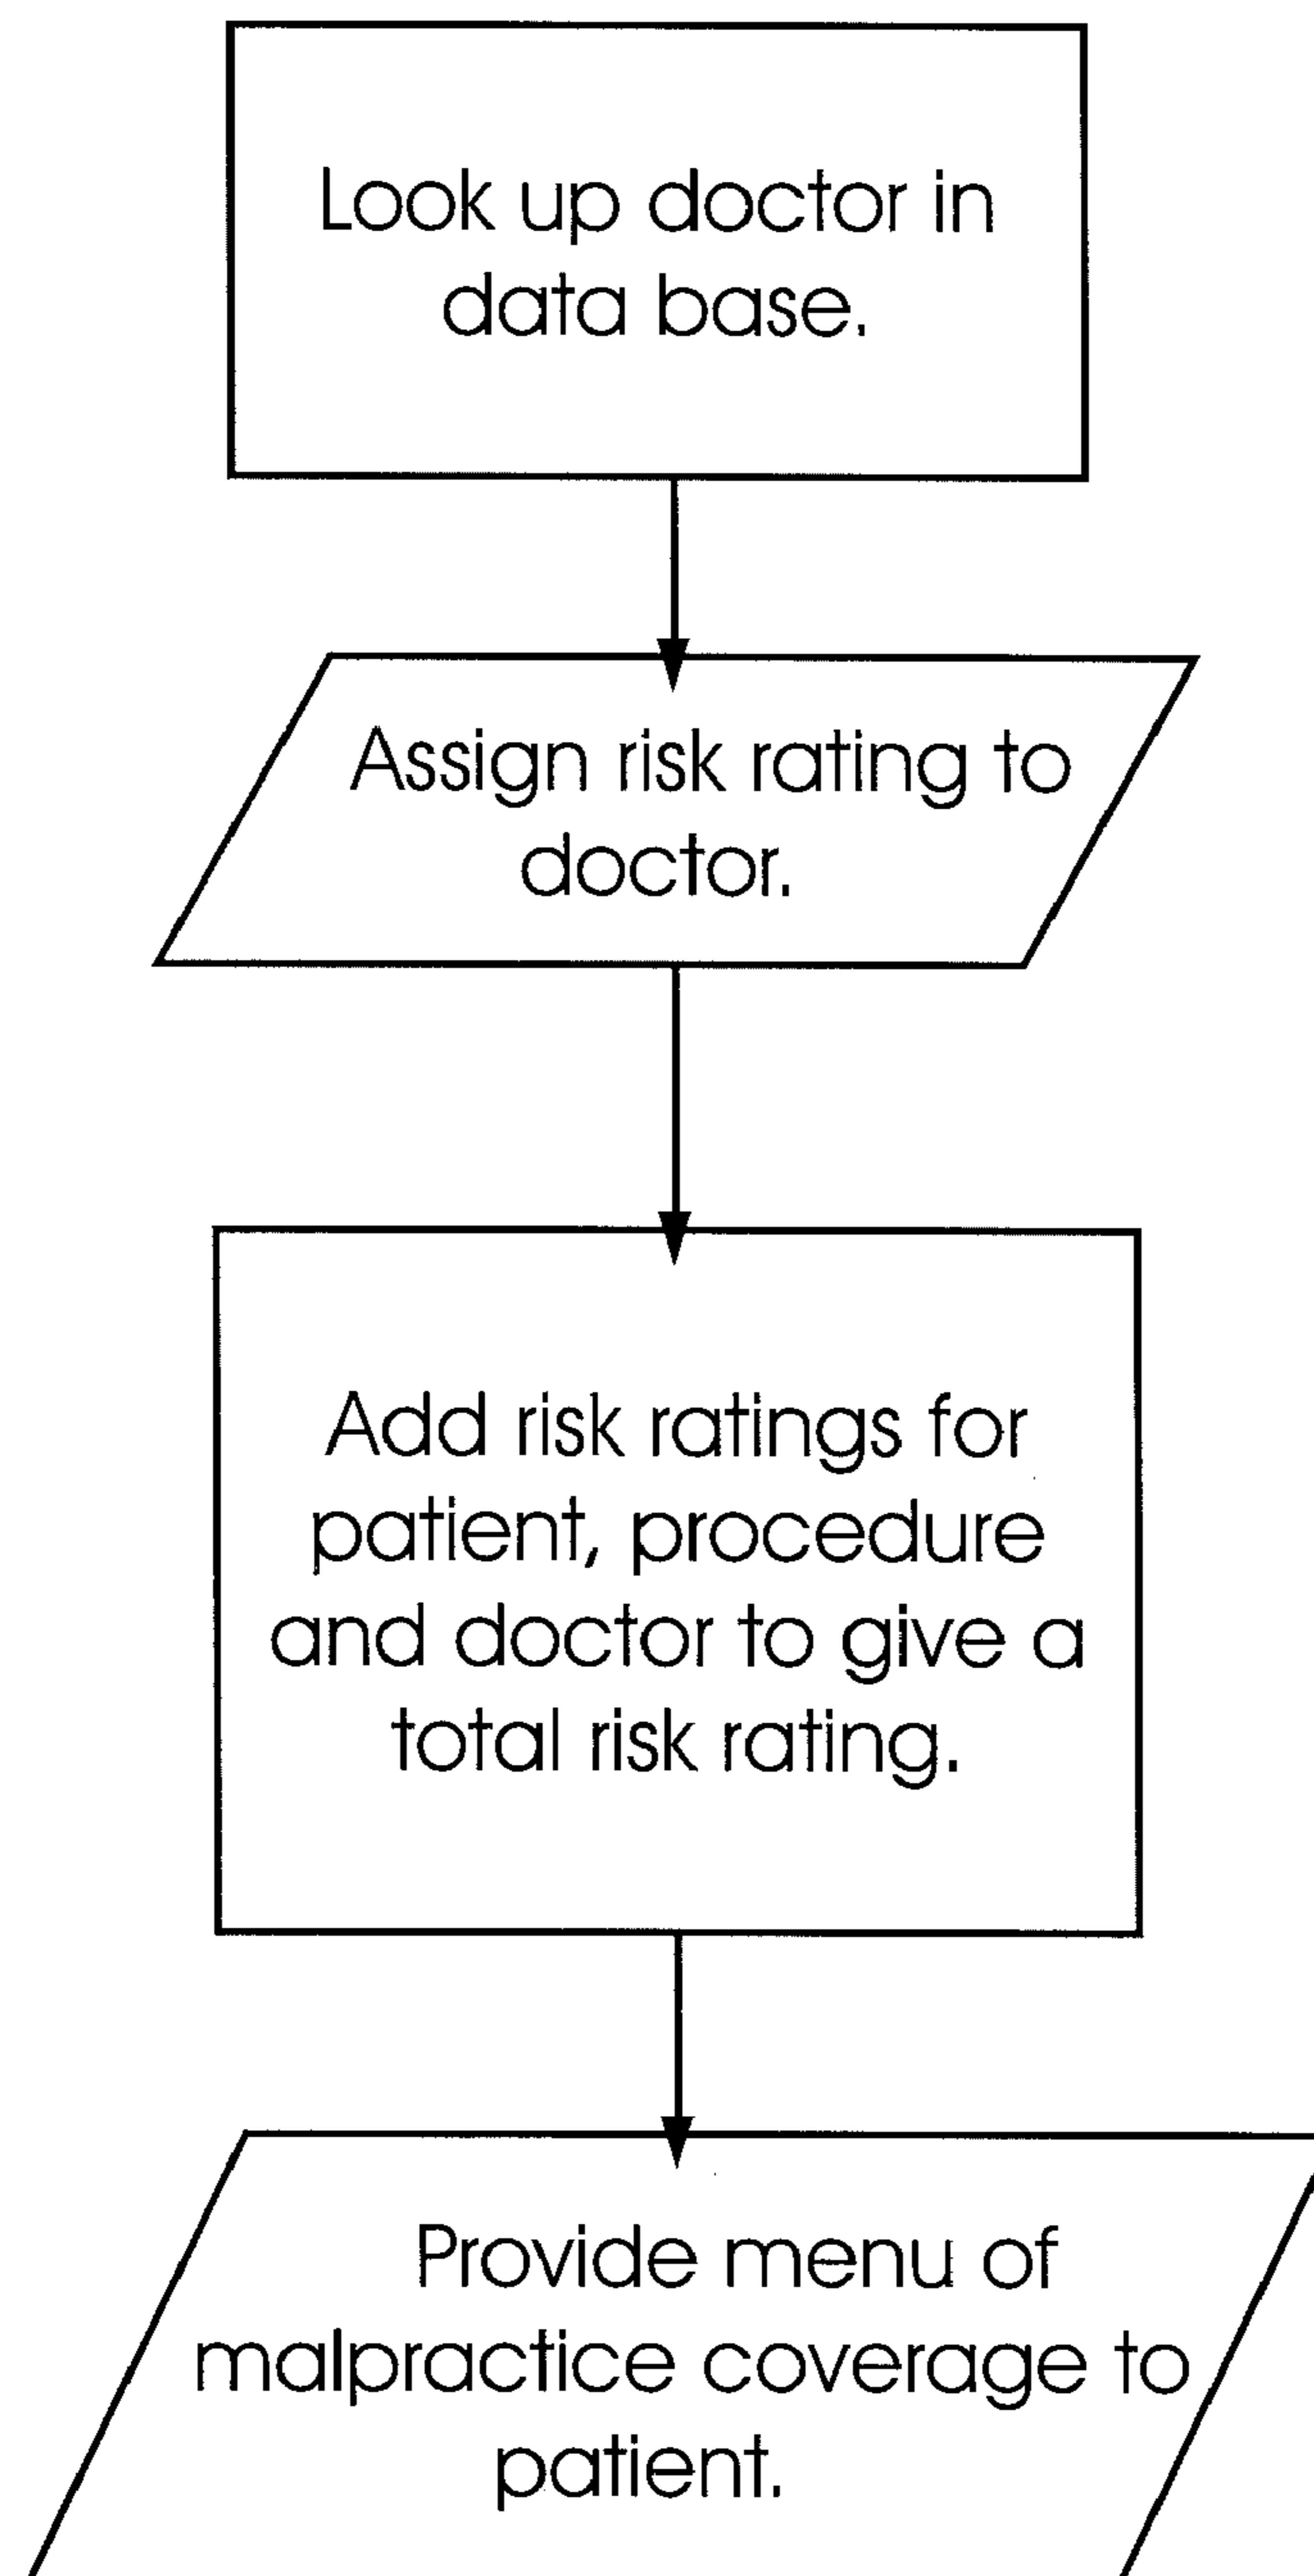 Look up doctor in
data base.
Assign risk rating to
doctor.
Add risk ratings for
patient, procedure
and doctor to give a
total risk rating.
Provide menu of
malpractice coverage to
patient.